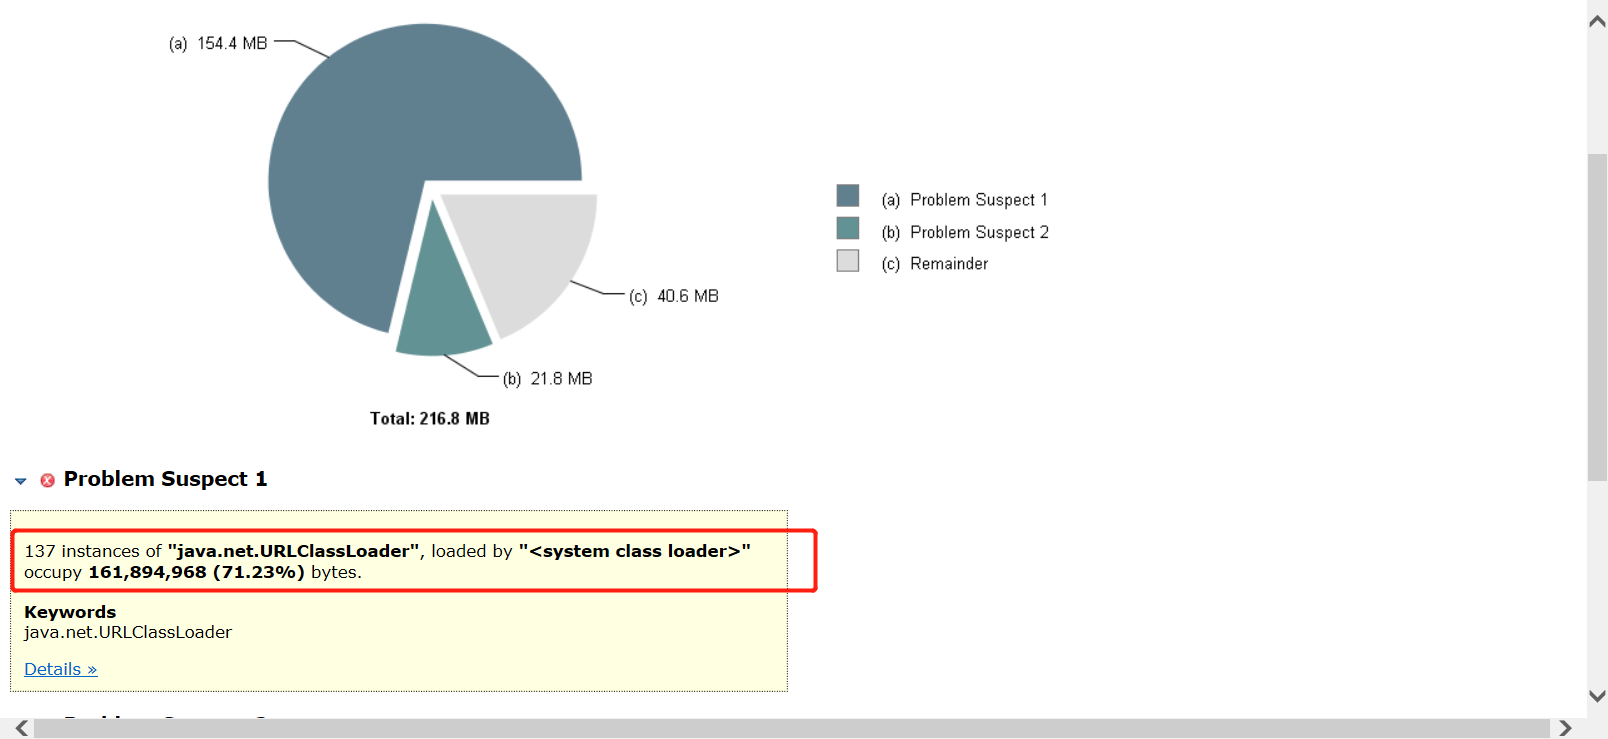 (a) 154.4 MB
(a) Problem Suspect 1
(b) Problem Suspect 2
(c) Remainder
(c) 40.6 MB
(b) 21.8 MB
Total: 216.8 MB
Problem Suspect 1
137 instances of "java.net.URLClassLoader", loaded by "<system class loader>"
occupy 161,894,968 (71.23%) bytes.
Keywords
java.net.URLClassLoader
Details »